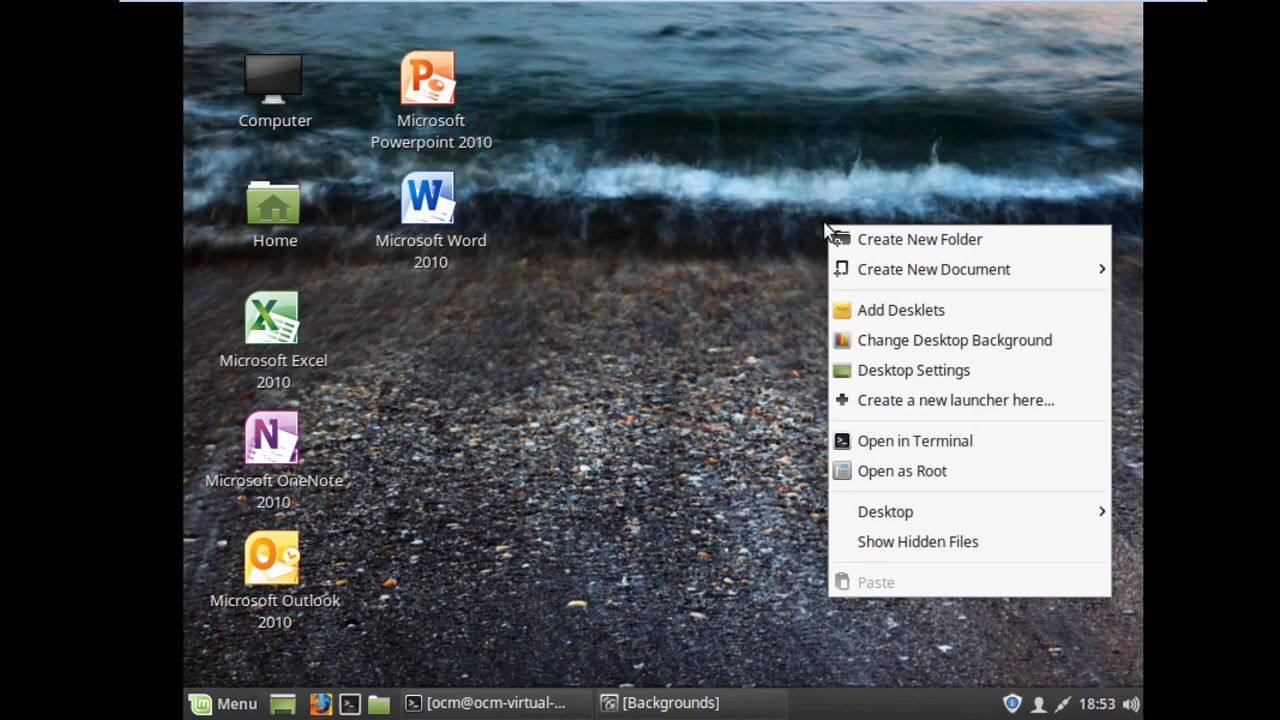 Computer
Microsoft
Powerpoint 2010
Home
Microsoft Word
2010
Microsoft Excel
2010
Microsoft OneNote
2010
Microsoft Outlook
2010
Create New Folder
Create New Document
Add Desklets
Change Desktop Background
Desktop Settings
Create a new launcher here...
Open in Terminal
Open as Root
Desktop
Show Hidden Files
Paste
Menu
[ocm@ocm-virtual-...
[Backgrounds]
18:53